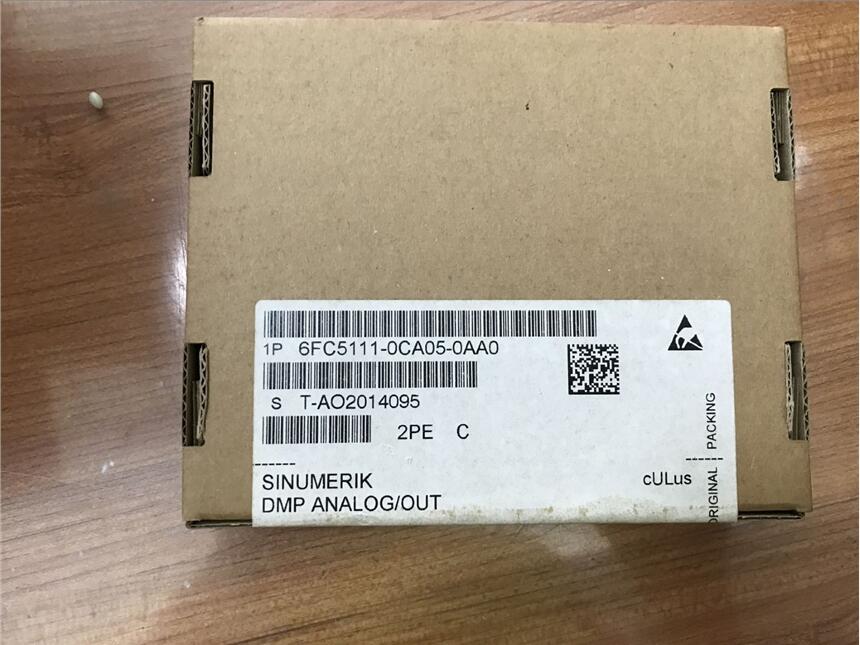 1P 6FC5111-0CA05-0AA0
S T-AO2014095
2PE C
SINUMERIK
DMP ANALOG/OUT
cULus
ORIGINAL PACKING